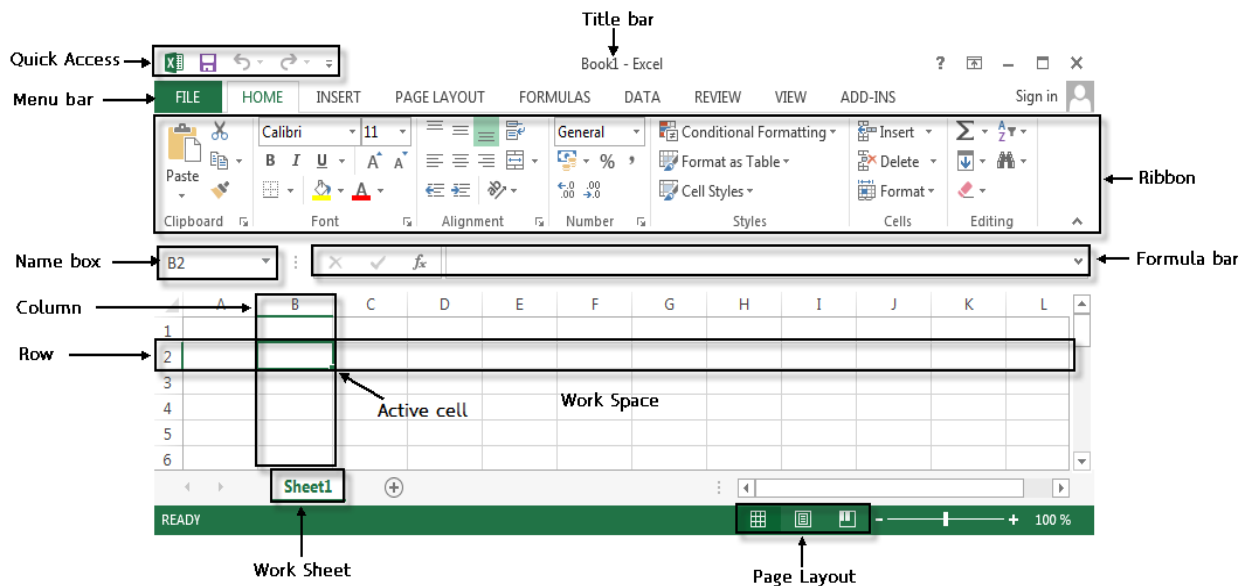 Title bar
Quick Access
Book1 - Excel
?
Menu bar
FILE HOME INSERT PAGE LAYOUT FORMULAS DATA REVIEW VIEW ADD-INS Sign in
Calibri 11 General Conditional Formatting Insert Σ A Z
B I U A A % , Format as Table Delete
Paste
A .00 .00 Cell Styles Format
Clipboard Font Alignment Number Styles Cells Editing
Ribbon
Name box B2 fx Formula bar
Column A B C D E F G H I J K L
1
Row 2
3
Active cell Work Space
4
5
6
Sheet1
READY - + 100 %
Work Sheet Page Layout